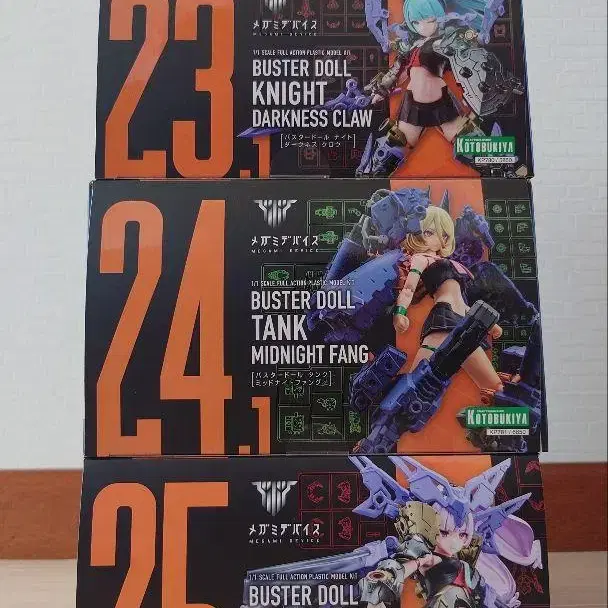 23.1
メガミデバイス
MEGAMI DEVICE
1/1 SCALE FULL ACTION PLASTIC MODEL KIT
BUSTER DOLL
KNIGHT
DARKNESS CLAW
[バスタードール ナイト
ダークネス クロウ]
KOTOBUKIYA
24.1
メガミデバイス
MEGAMI DEVICE
1/1 SCALE FULL ACTION PLASTIC MODEL KIT
BUSTER DOLL
TANK
MIDNIGHT FANG
[バスタードール タンク
ミッドナイトファング]
KOTOBUKIYA
KP781 / 6850
25
メガミデバイス
MEGAMI DEVICE
1/1 SCALE FULL ACTION PLASTIC MODEL KIT
BUSTER DOLL